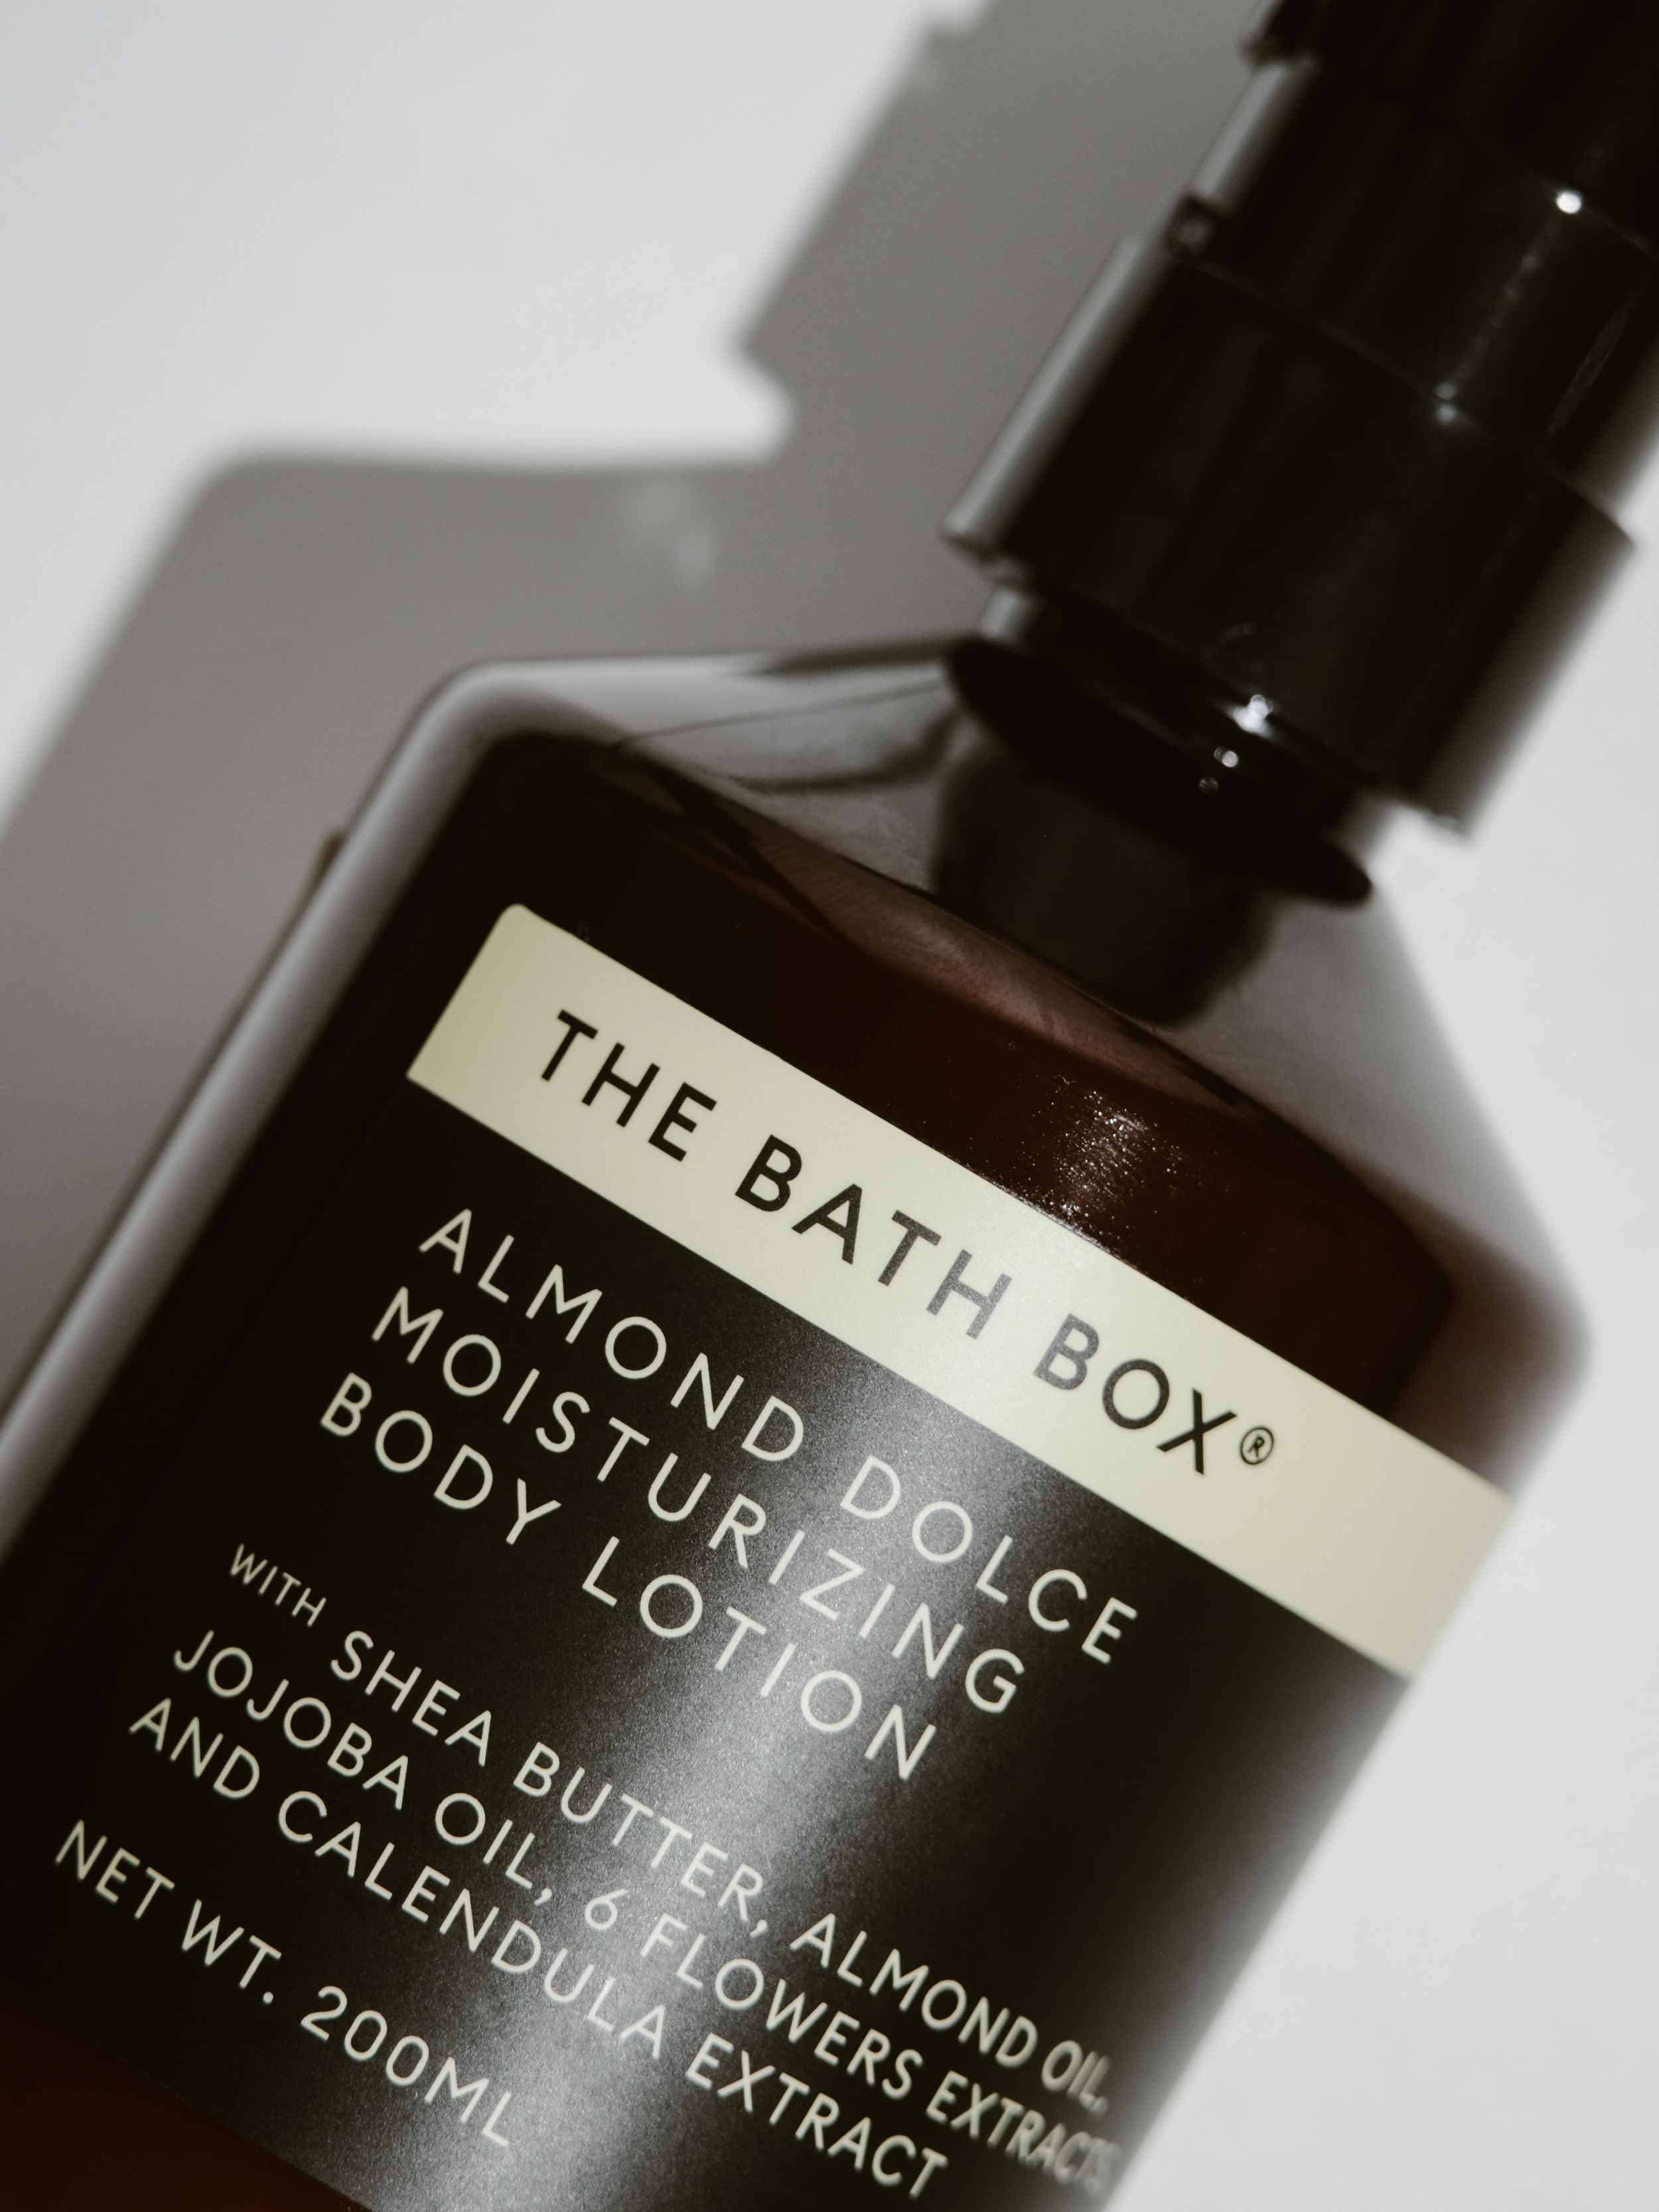 THE BATH BOX®
ALMOND DOLCE
MOISTURIZING
BODY LOTION
WITH SHEA BUTTER, ALMOND OIL,
JOJOBA OIL, 6 FLOWERS EXTRACTS
AND CALENDULA EXTRACT
NET WT. 200ML